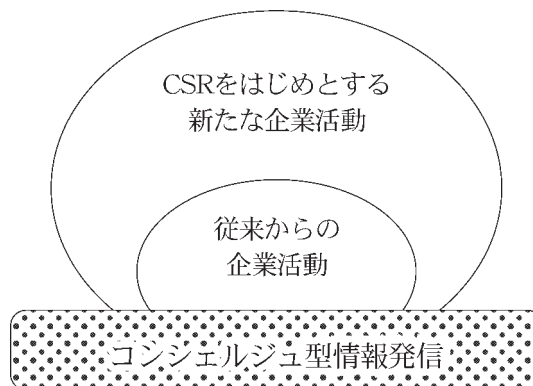 CSRをはじめとする
新たな企業活動
従来からの
企業活動
コンシェルジュ型情報発信